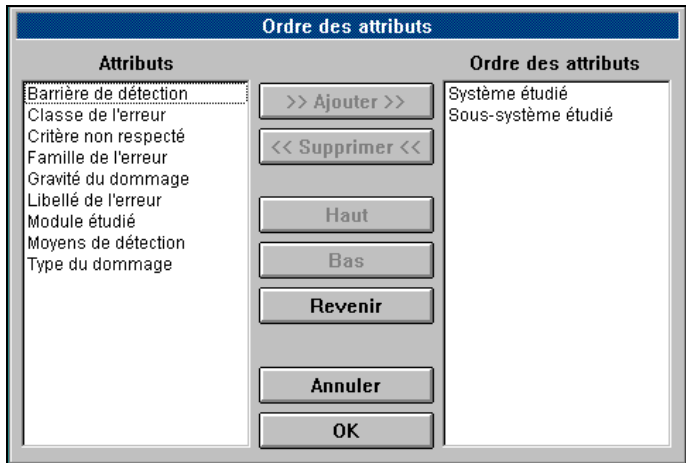 Ordre des attributs
Attributs
Barrière de détection
Classe de l'erreur
Critère non respecté
Famille de l'erreur
Gravité du dommage
Libellé de l'erreur
Module étudié
Moyens de détection
Type du dommage
>> Ajouter >>
<< Supprimer <<
Haut
Bas
Revenir
Annuler
OK
Ordre des attributs
Système étudié
Sous-système étudié